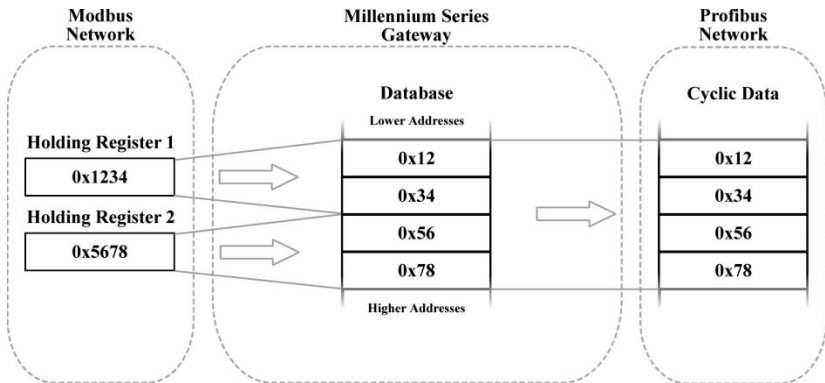 Modbus
Network
Millennium Series
Gateway
Profibus
Network
Database
Cyclic Data
Lower Addresses
Holding Register 1
0x1234
Holding Register 2
0x5678
0x12
0x34
0x56
0x78
Higher Addresses
0x12
0x34
0x56
0x78